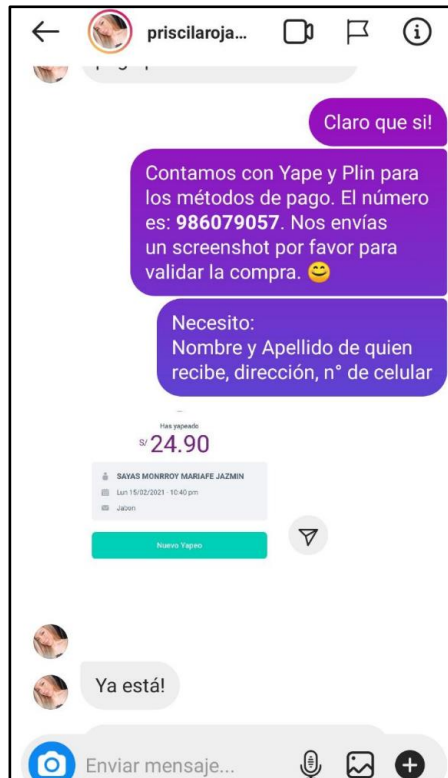 priscilaroja...
Claro que si!
Contamos con Yape y Plin para
los métodos de pago. El número
es: 986079057. Nos envías
un screenshot por favor para
validar la compra. 😊
Necesito:
Nombre y Apellido de quien
recibe, dirección, n° de celular
Has yapeado
S/ 24.90
SAYAS MONRROY MARIAFE JAZMIN
Lun 15/02/2021 - 10:40 pm
Jabon
Nuevo Yapeo
Ya está!
Enviar mensaje...